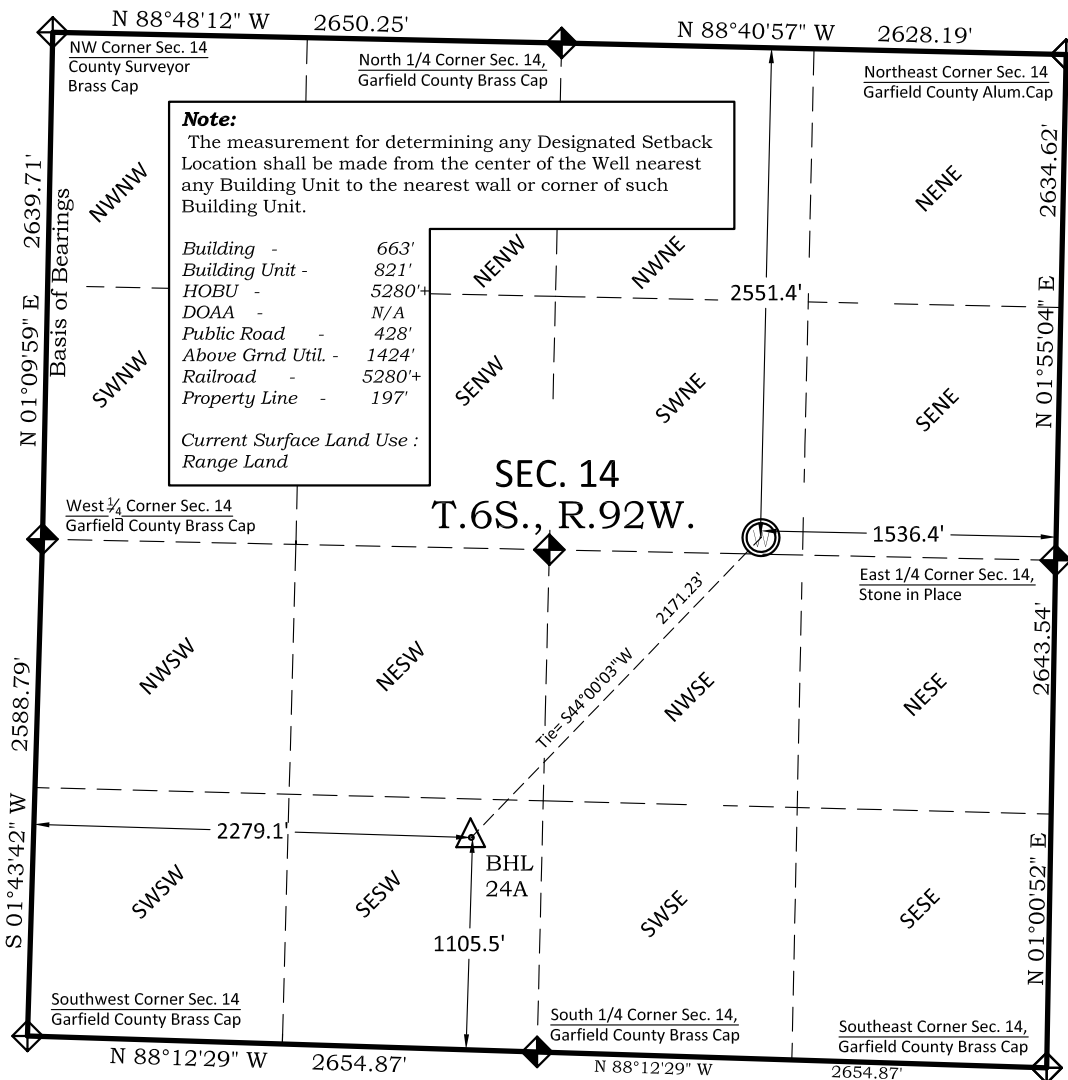 N 88°48'12" W 2650.25'
N 88°40'57" W 2628.19'
NW Corner Sec. 14
County Surveyor
Brass Cap
North 1/4 Corner Sec. 14,
Garfield County Brass Cap
Northeast Corner Sec. 14
Garfield County Alum.Cap
Note:
The measurement for determining any Designated Setback
Location shall be made from the center of the Well nearest
any Building Unit to the nearest wall or corner of such
Building Unit.
Building - 663'
Building Unit - 821'
HOBU - 5280'+
DOAA - N/A
Public Road - 428'
Above Grnd Util. - 1424'
Railroad - 5280'+
Property Line - 197'
Current Surface Land Use :
Range Land
N 01°09'59" E 2639.71'
Basis of Bearings
NWNW
NENW
NWNE
NENE
2551.4'
N 01°55'04" E 2634.62'
SWNW
SENW
SWNE
SENE
SEC. 14
T.6S., R.92W.
West 1/4 Corner Sec. 14
Garfield County Brass Cap
1536.4'
East 1/4 Corner Sec. 14,
Stone in Place
Tie= S44°00'03"W 2171.23'
NWSW
NESW
NWSE
NESE
S 01°43'42" W 2588.79'
N 01°00'52" E 2643.54'
2279.1'
BHL
24A
SWSW
SESW
SWSE
SESE
1105.5'
Southwest Corner Sec. 14
Garfield County Brass Cap
South 1/4 Corner Sec. 14,
Garfield County Brass Cap
Southeast Corner Sec. 14,
Garfield County Brass Cap
N 88°12'29" W 2654.87'
N 88°12'29" W 2654.87'